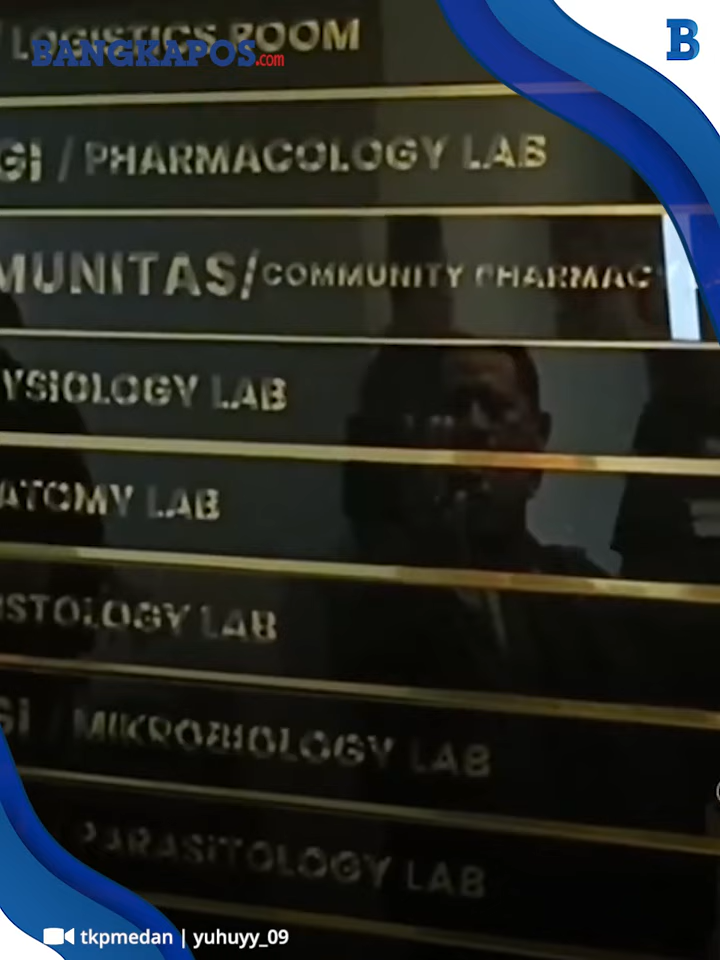 / LOGISTICS ROOM
BANGKAPOS.com
B
GI / PHARMACOLOGY LAB
MUNITAS/COMMUNITY PHARMAC
YSIOLOGY LAB
ATOMY LAB
ISTOLOGY LAB
GI / MIKROBIOLOGY LAB
PARASITOLOGY LAB
tkpmedan | yuhuyy_09